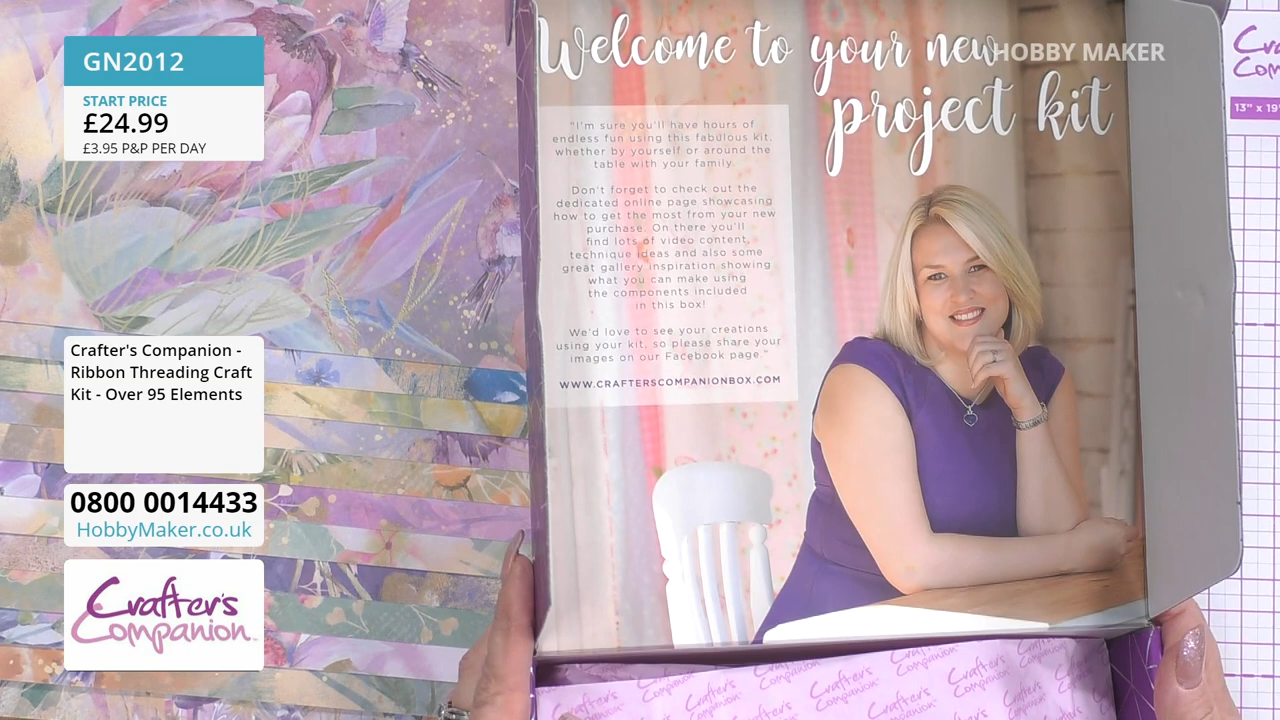 GN2012
START PRICE
£24.99
£3.95 P&P PER DAY
Crafter's Companion -
Ribbon Threading Craft
Kit - Over 95 Elements
0800 0014433
HobbyMaker.co.uk
Crafter's
Companion
Welcome to your new
project kit
HOBBY MAKER
"I'm sure you'll have hours of
endless fun using this fabulous kit,
whether by yourself or around the
table with your family.
Don't forget to check out the
dedicated online page showcasing
how to get the most from your new
purchase. On there you'll
find lots of video content,
technique ideas and also some
great gallery inspiration showing
what you can make using
the components included
in this box!
We'd love to see your creations
using your kit, so please share your
images on our Facebook page."
WWW.CRAFTERSCOMPANIONBOX.COM
13" x 19"
Crafter's
Companion
Crafter's
Companion
Crafter's
Companion